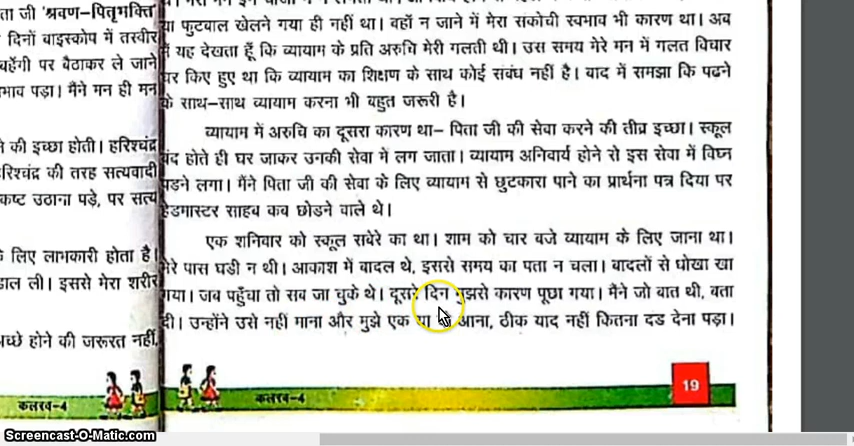 ता जी 'श्रवण-पितृभक्ति'
दिनों बाइस्कोप में तस्वीर
बहेंगी पर बैठाकर ले जाने
भाव पड़ा। मैंने मन ही मन
ने की इच्छा होती। हरिश्चंद्र
रिश्चंद्र की तरह सत्यवादी
कष्ट उठाना पड़े, पर सत्य
लिए लाभकारी होता है।
डाल ली। इससे मेरा शरीर
अच्छे होने की जरूरत नहीं,
कलरव-4
या फुटबाल खेलने गया ही नहीं था। वहाँ न जाने में मेरा संकोची स्वभाव भी कारण था। अब
मैं यह देखता हूँ कि व्यायाम के प्रति अरुचि मेरी गलती थी। उस समय मेरे मन में गलत विचार
घर किए हुए था कि व्यायाम का शिक्षण के साथ कोई संबंध नहीं है। बाद में समझा कि पढने
के साथ-साथ व्यायाम करना भी बहुत जरूरी है।
व्यायाम में अरुचि का दूसरा कारण था- पिता जी की सेवा करने की तीव्र इच्छा। स्कूल
बंद होते ही घर जाकर उनकी सेवा में लग जाता। व्यायाम अनिवार्य होने से इस सेवा में विघ्न
पडने लगा। मैंने पिता जी की सेवा के लिए व्यायाम से छुटकारा पाने का प्रार्थना पत्र दिया पर
हेडमास्टर साहब कब छोडने वाले थे।
एक शनिवार को स्कूल सबेरे का था। शाम को चार बजे व्यायाम के लिए जाना था।
मेरे पास घडी न थी। आकाश में बादल थे, इससे समय का पता न चला। बादलों से धोखा खा
गया। जब पहुँचा तो सब जा चुके थे। दूसरे दिन मुझसे कारण पूछा गया। मैंने जो बात थी, बता
दी। उन्होंने उसे नहीं माना और मुझे एक या आना, ठीक याद नहीं कितना दंड देना पड़ा।
कलरव-4
19
Screencast-O-Matic.com